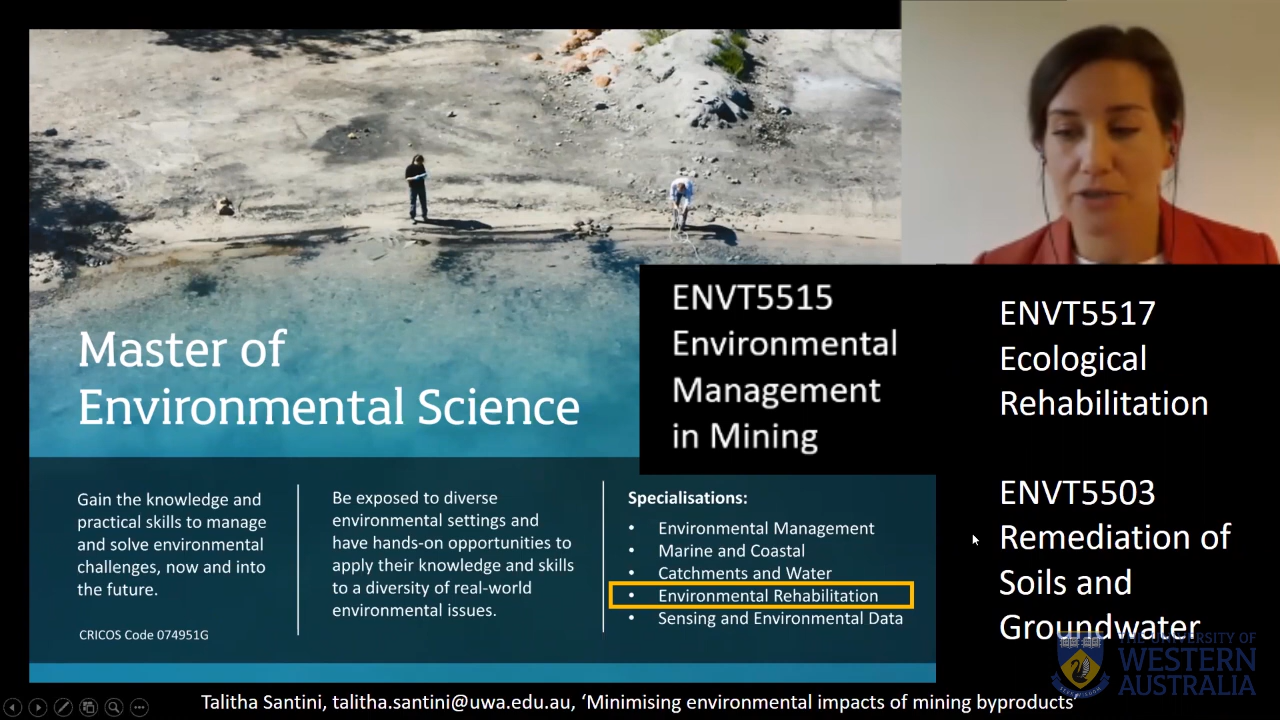 Master of
Environmental Science
ENVT5515
Environmental
Management
in Mining
ENVT5517
Ecological
Rehabilitation
ENVT5503
Remediation of
Soils and
Groundwater
Gain the knowledge and
practical skills to manage
and solve environmental
challenges, now and into
the future.
CRICOS Code 074951G
Be exposed to diverse
environmental settings and
have hands-on opportunities to
apply their knowledge and skills
to a diversity of real-world
environmental issues.
Specialisations:
• Environmental Management
• Marine and Coastal
• Catchments and Water
• Environmental Rehabilitation
• Sensing and Environmental Data
THE UNIVERSITY OF
WESTERN
AUSTRALIA
Talitha Santini, talitha.santini@uwa.edu.au, ‘Minimising environmental impacts of mining byproducts’